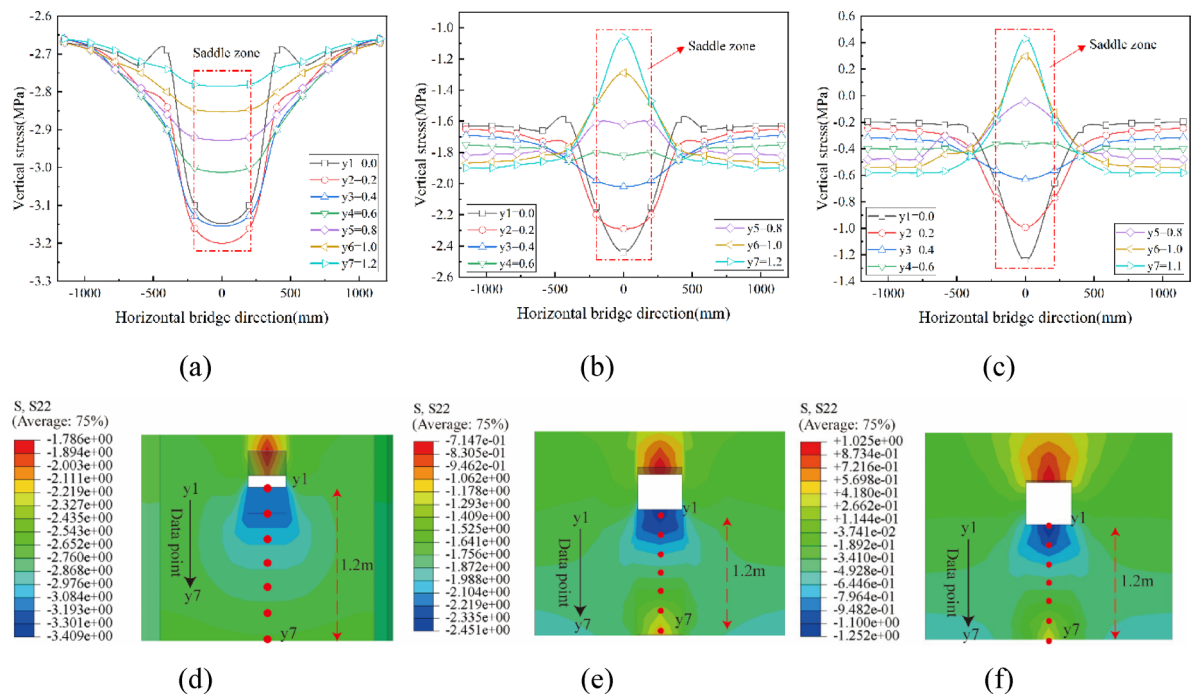 -2.6
-2.7
-2.8
-2.9
-3.0
-3.1
-3.2
-3.3
Vertical stress(MPa)
Saddle zone
y1=0.0
y2=0.2
y3=0.4
y4=0.6
y5=0.8
y6=1.0
y7=1.2
-1000 -500 0 500 1000
Horizontal bridge direction(mm)
(a)
-0.8
-1.0
-1.2
-1.4
-1.6
-1.8
-2.0
-2.2
-2.4
-2.6
Vertical stress(MPa)
Saddle zone
y1=0.0
y2=0.2
y3=0.4
y4=0.6
y5=0.8
y6=1.0
y7=1.2
-1000 -500 0 500 1000
Horizontal bridge direction(mm)
(b)
0.6
0.4
0.2
0.0
-0.2
-0.4
-0.6
-0.8
-1.0
-1.2
-1.4
Vertical stress(MPa)
Saddle zone
y1=0.0
y2=0.2
y3=0.4
y4=0.6
y5=0.8
y6=1.0
y7=1.1
-1000 -500 0 500 1000
Horizontal bridge direction(mm)
(c)
S, S22
(Average: 75%)
-1.786e+00
-1.894e+00
-2.003e+00
-2.111e+00
-2.219e+00
-2.327e+00
-2.435e+00
-2.543e+00
-2.652e+00
-2.760e+00
-2.868e+00
-2.976e+00
-3.084e+00
-3.193e+00
-3.301e+00
-3.409e+00
y1
Data point
y7
y1
1.2m
y7
(d)
S, S22
(Average: 75%)
-7.147e-01
-8.305e-01
-9.462e-01
-1.062e+00
-1.178e+00
-1.293e+00
-1.409e+00
-1.525e+00
-1.641e+00
-1.756e+00
-1.872e+00
-1.988e+00
-2.104e+00
-2.219e+00
-2.335e+00
-2.451e+00
y1
Data point
y7
y1
1.2m
y7
(e)
S, S22
(Average: 75%)
+1.025e+00
+8.734e-01
+7.216e-01
+5.698e-01
+4.180e-01
+2.662e-01
+1.144e-01
-3.741e-02
-1.892e-01
-3.410e-01
-4.928e-01
-6.446e-01
-7.964e-01
-9.482e-01
-1.100e+00
-1.252e+00
y1
Data point
y7
y1
1.2m
y7
(f)